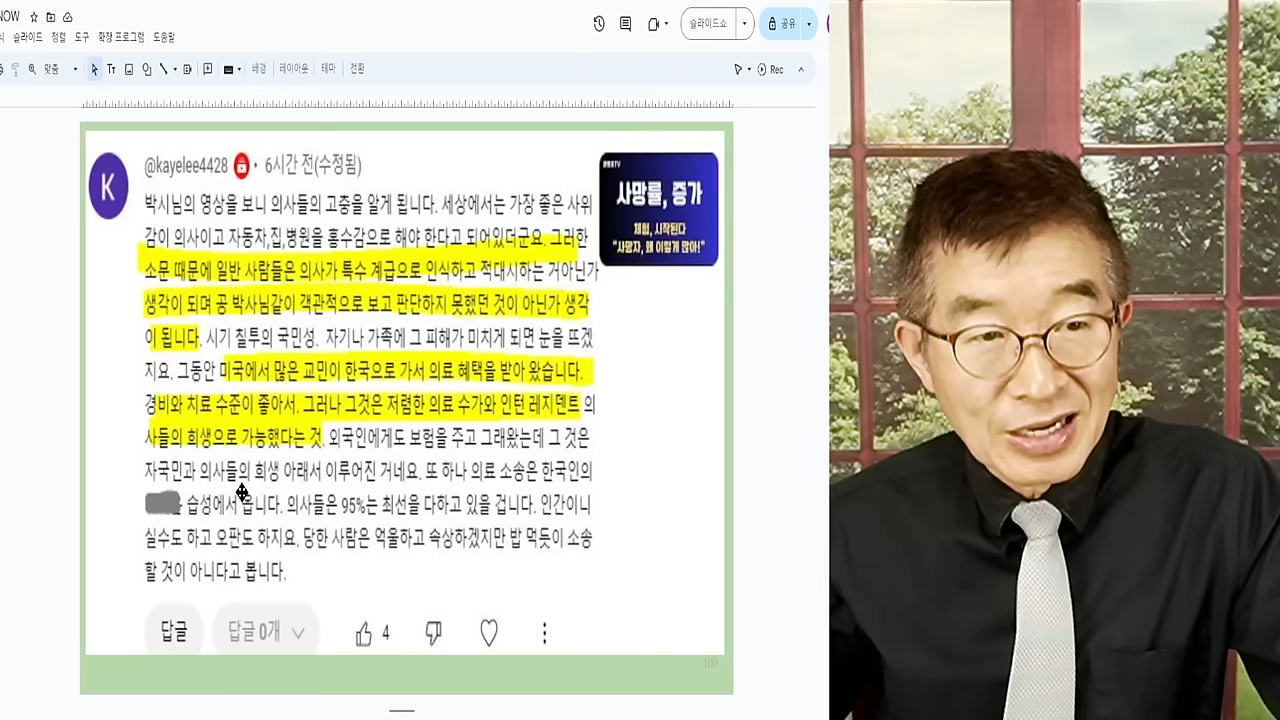 NOW
슬라이드 정렬 도구 확장 프로그램 도움말
슬라이드쇼
공유
맞춤
배경 레이아웃 테마 전환
Rec
K
@kayelee4428 · 6시간 전(수정됨)
박시님의 영상을 보니 의사들의 고충을 알게 됩니다. 세상에서는 가장 좋은 사위
감이 의사이고 자동차,집,병원을 홍수감으로 해야 한다고 되어있더군요. 그러한
소문 때문에 일반 사람들은 의사가 특수 계급으로 인식하고 적대시하는 거아닌가
생각이 되며 공 박사님같이 객관적으로 보고 판단하지 못했던 것이 아닌가 생각
이 됩니다. 시기 칠투의 국민성. 자기나 가족에 그 피해가 미치게 되면 눈을 뜨겠
지요. 그동안 미국에서 많은 교민이 한국으로 가서 의료 혜택을 받아 왔습니다.
경비와 치료 수준이 좋아서. 그러나 그것은 저렴한 의료 수가와 인턴 레지덴트 의
사들의 희생으로 가능했다는 것. 외국인에게도 보험을 주고 그래왔는데 그 것은
자국민과 의사들의 희생 아래서 이루어진 거네요. 또 하나 의료 소송은 한국인의
습성에서 옵니다. 의사들은 95%는 최선을 다하고 있을 겁니다. 인간이니
실수도 하고 오판도 하지요. 당한 사람은 억울하고 속상하겠지만 밥 먹듯이 소송
할 것이 아니다고 봅니다.
사망률, 증가
체험, 시작된다
"사망자, 왜 이렇게 많아!"
답글 답글 0개 4
100